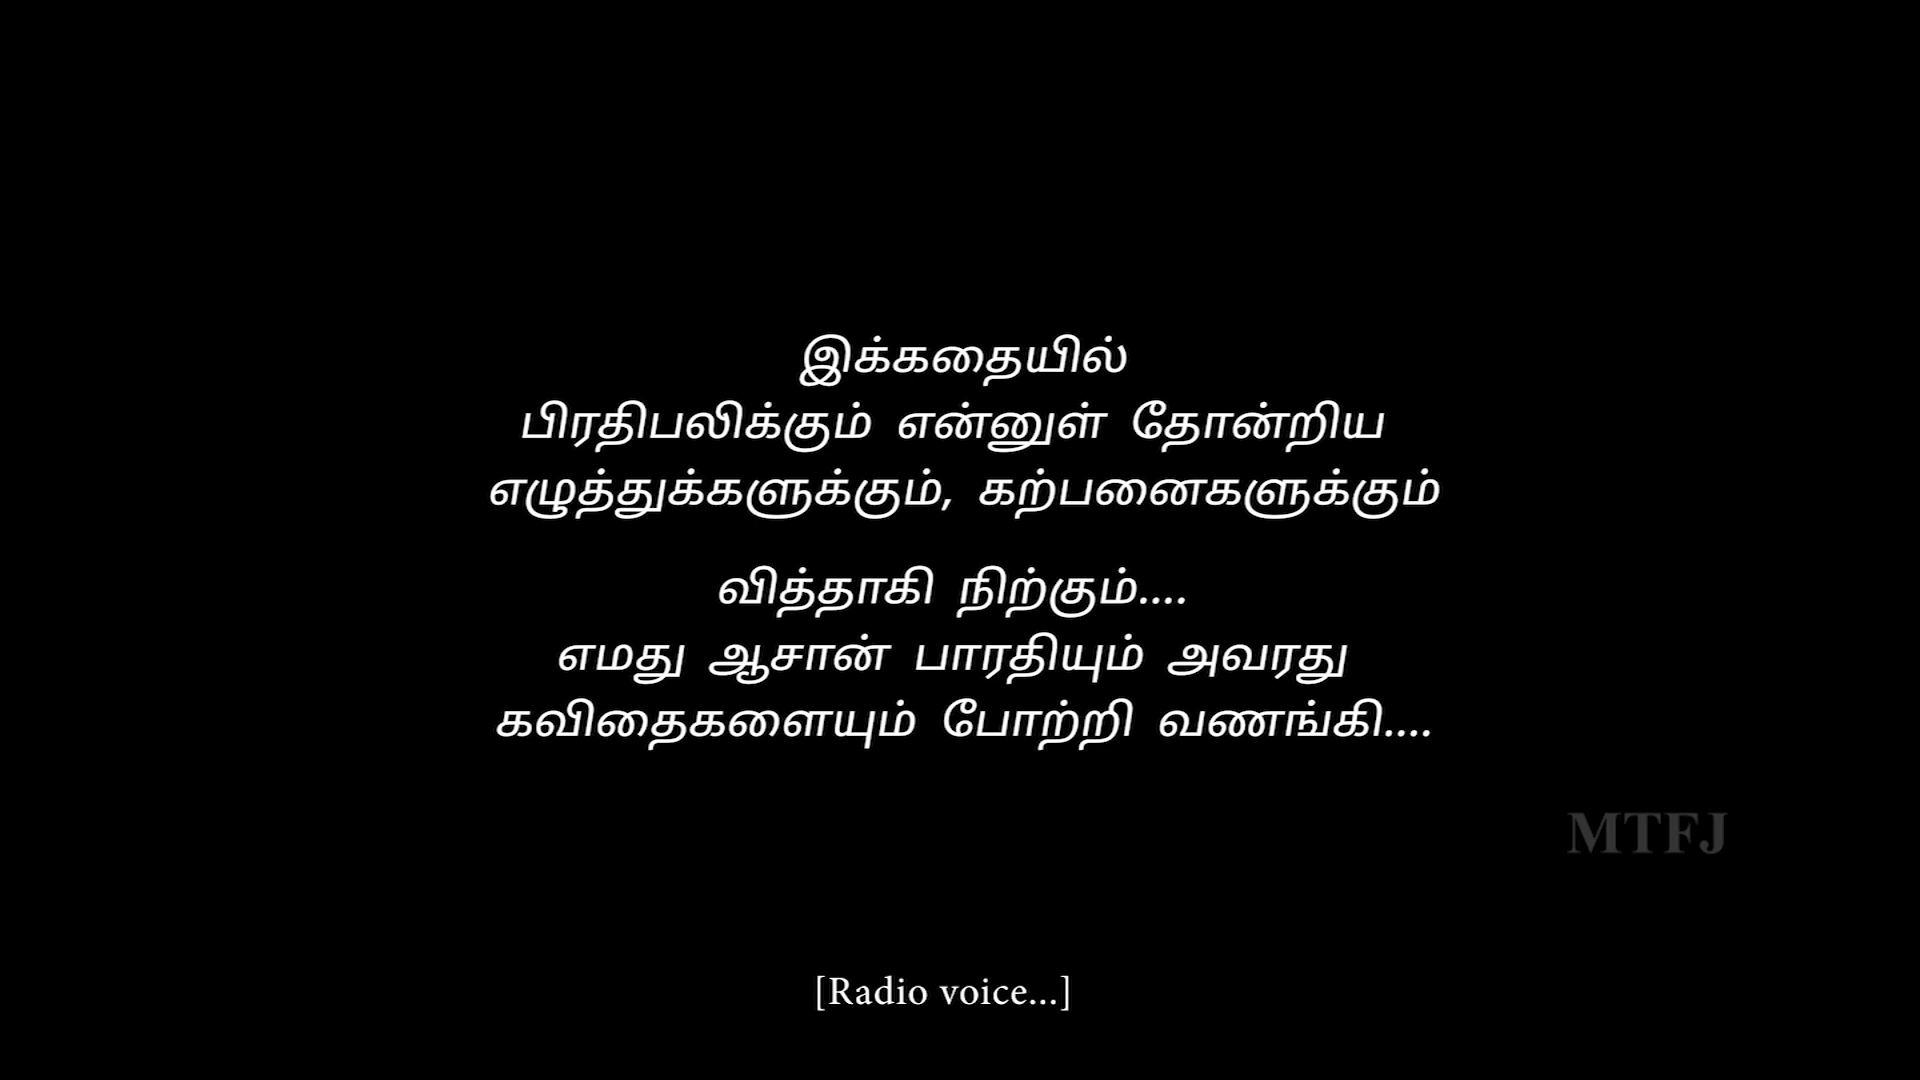 இக்கதையில்
பிரதிபலிக்கும் என்னுள் தோன்றிய
எழுத்துக்களுக்கும், கற்பனைகளுக்கும்
வித்தாகி நிற்கும்....
எமது ஆசான் பாரதியும் அவரது
கவிதைகளையும் போற்றி வணங்கி....
MTFJ
[Radio voice...]